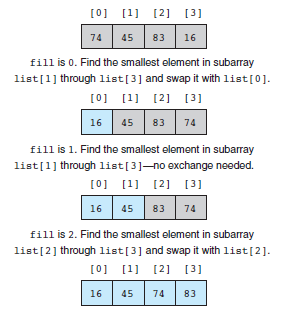 [0] [1] [2] [3]
74 45 83 16
fill is 0. Find the smallest element in subarray
list[1] through list[3] and swap it with list[0].
[0] [1] [2] [3]
16 45 83 74
fill is 1. Find the smallest element in subarray
list[1] through list[3]—no exchange needed.
[0] [1] [2] [3]
16 45 83 74
fill is 2. Find the smallest element in subarray
list[2] through list[3] and swap it with list[2].
[0] [1] [2] [3]
16 45 74 83